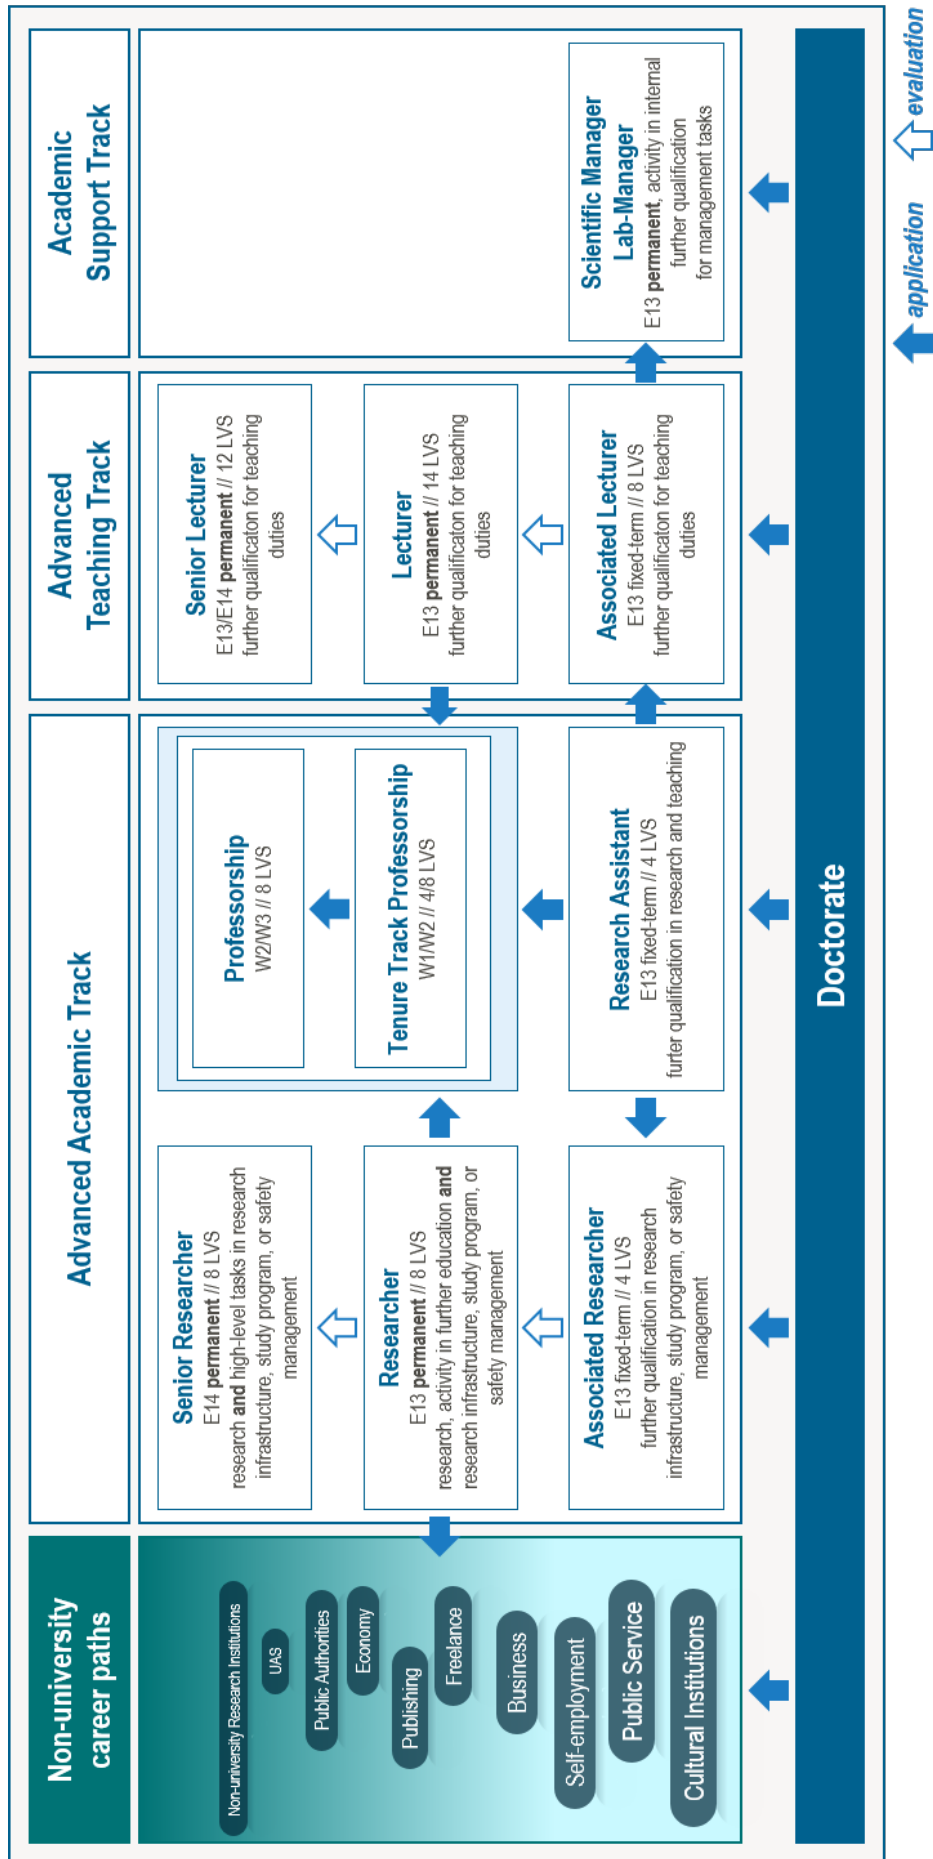 Non-university
career paths
Non-university Research Institutions
UAS
Public Authorities
Economy
Publishing
Freelance
Business
Self-employment
Public Service
Cultural Institutions
Advanced Academic Track
Senior Researcher
E14 permanent // 8 LVS
research and high-level tasks in research
infrastructure, study program, or safety
management
Researcher
E13 permanent // 8 LVS
research, activity in further education and
research infrastructure, study program, or
safety management
Associated Researcher
E13 fixed-term // 4 LVS
further qualification in research
infrastructure, study program, or safety
management
Professorship
W2/W3 // 8 LVS
Tenure Track Professorship
W1/W2 // 4/8 LVS
Research Assistant
E13 fixed-term // 4 LVS
furter qualification in research and teaching
Advanced
Teaching Track
Senior Lecturer
E13/E14 permanent // 12 LVS
further qualificaton for teaching
duties
Lecturer
E13 permanent // 14 LVS
further qualificaton for teaching
duties
Associated Lecturer
E13 fixed-term // 8 LVS
further qualificaton for teaching
duties
Academic
Support Track
Scientific Manager
Lab-Manager
E13 permanent, activity in internal
further qualification
for management tasks
Doctorate
application
evaluation